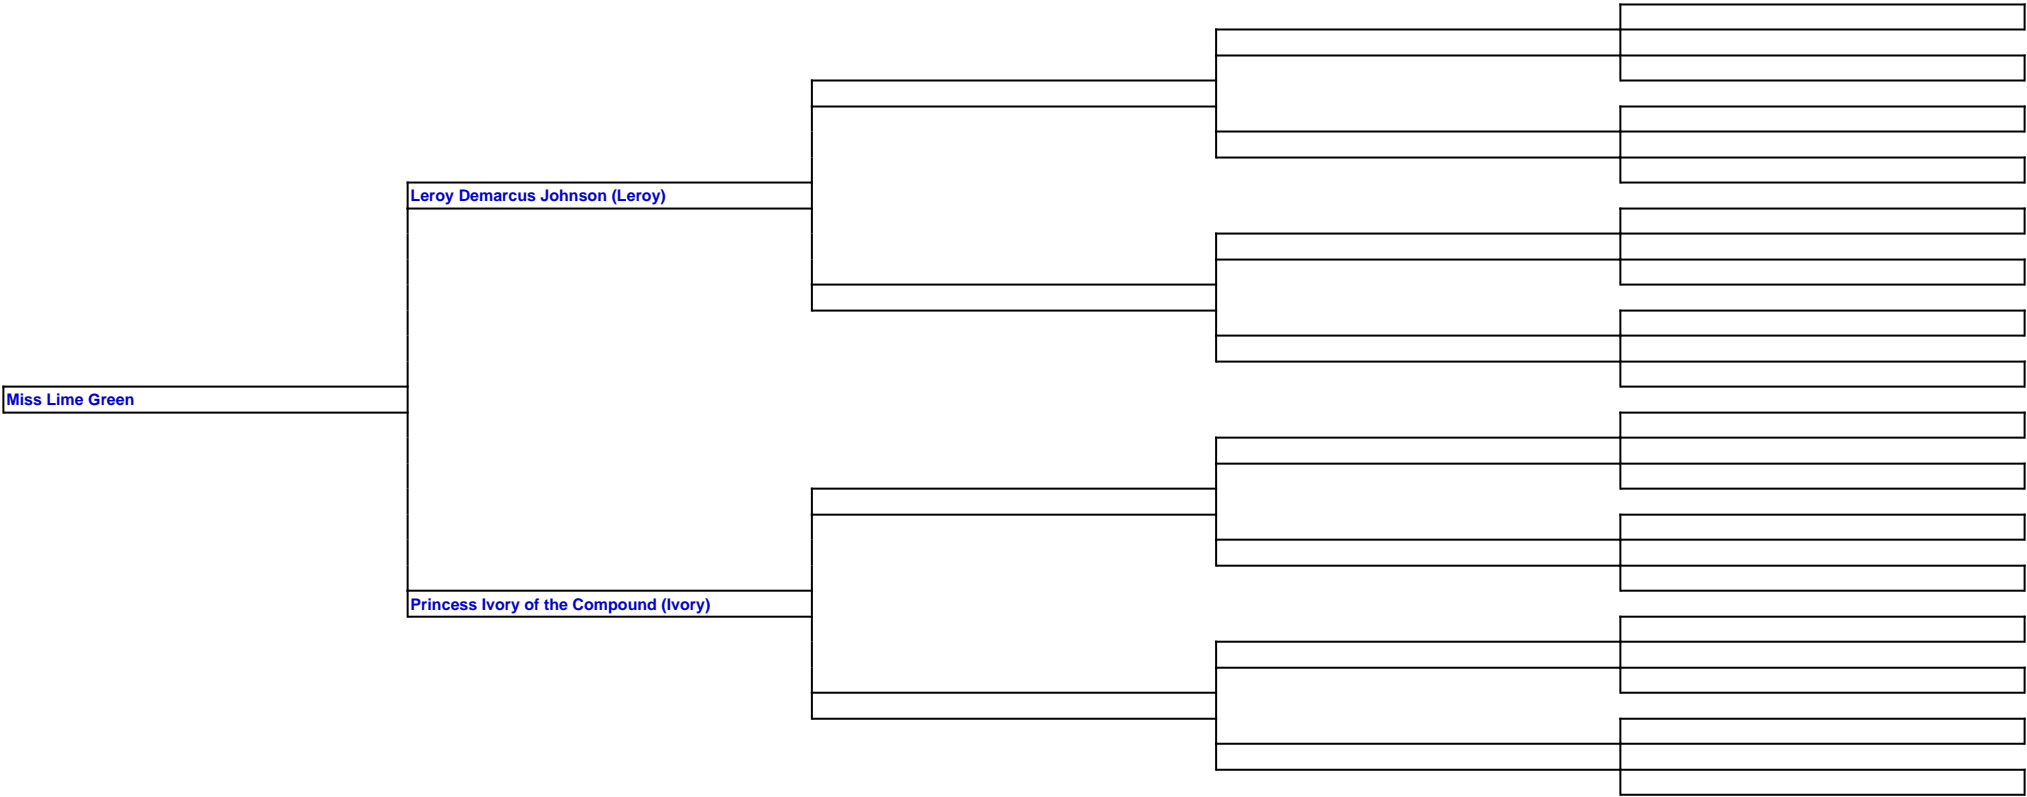 Leroy Demarcus Johnson (Leroy)
Miss Lime Green
Princess Ivory of the Compound (Ivory)